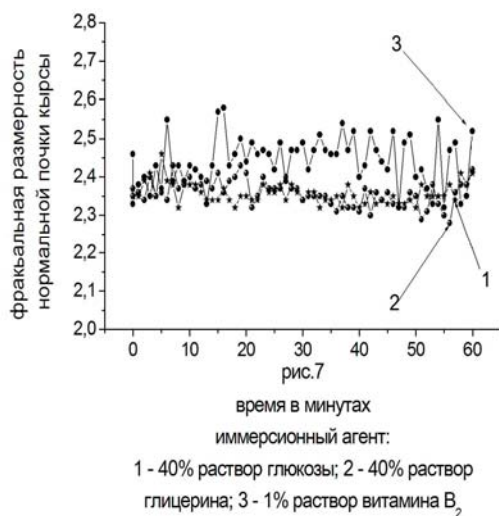 2,8
2,7
2,6
2,5
2,4
2,3
2,2
2,1
2,0
фракьальная размерность
нормальной почки кырсы
3
1
2
0 10 20 30 40 50 60
рис.7
время в минутах
иммерсионный агент:
1 - 40% раствор глюкозы; 2 - 40% раствор
глицерина; 3 - 1% раствор витамина B₂